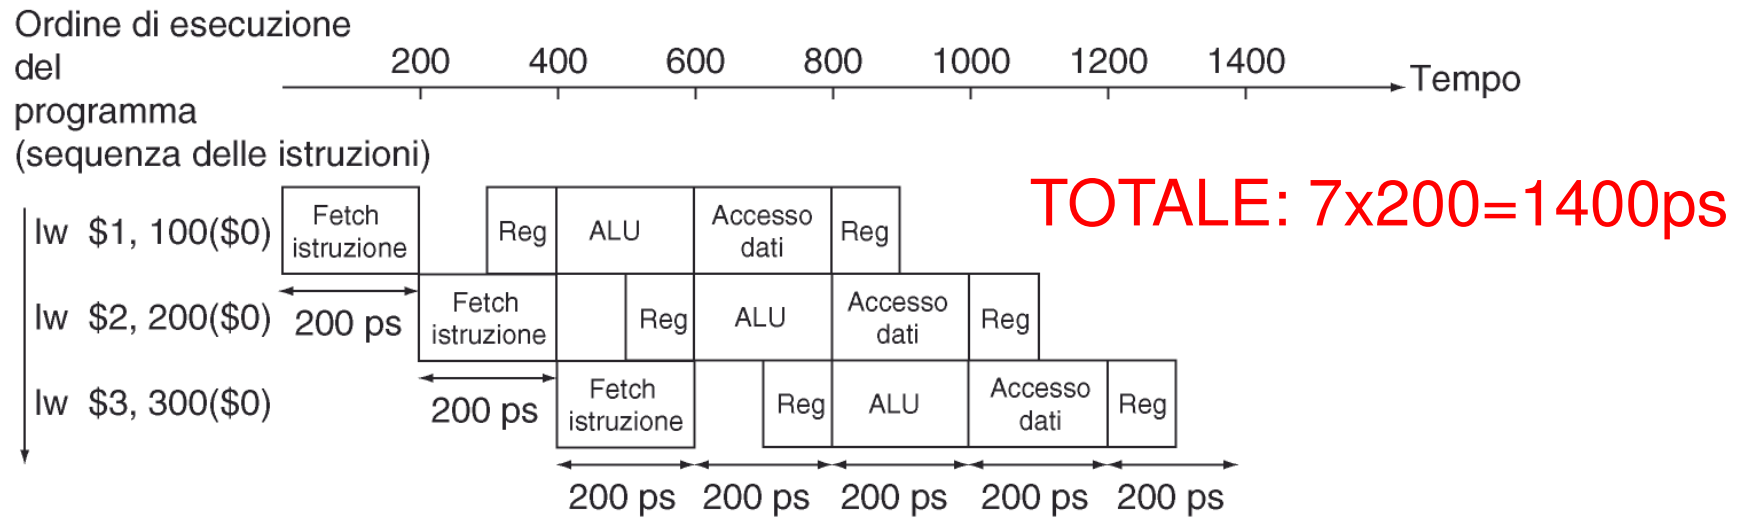 Ordine di esecuzione
del
programma
(sequenza delle istruzioni)
200 400 600 800 1000 1200 1400
Tempo
TOTALE: 7x200=1400ps
lw $1, 100($0)
Fetch
istruzione
Reg
ALU
Accesso
dati
Reg
200 ps
lw $2, 200($0)
Fetch
istruzione
Reg
ALU
Accesso
dati
Reg
200 ps
lw $3, 300($0)
Fetch
istruzione
Reg
ALU
Accesso
dati
Reg
200 ps 200 ps 200 ps 200 ps 200 ps